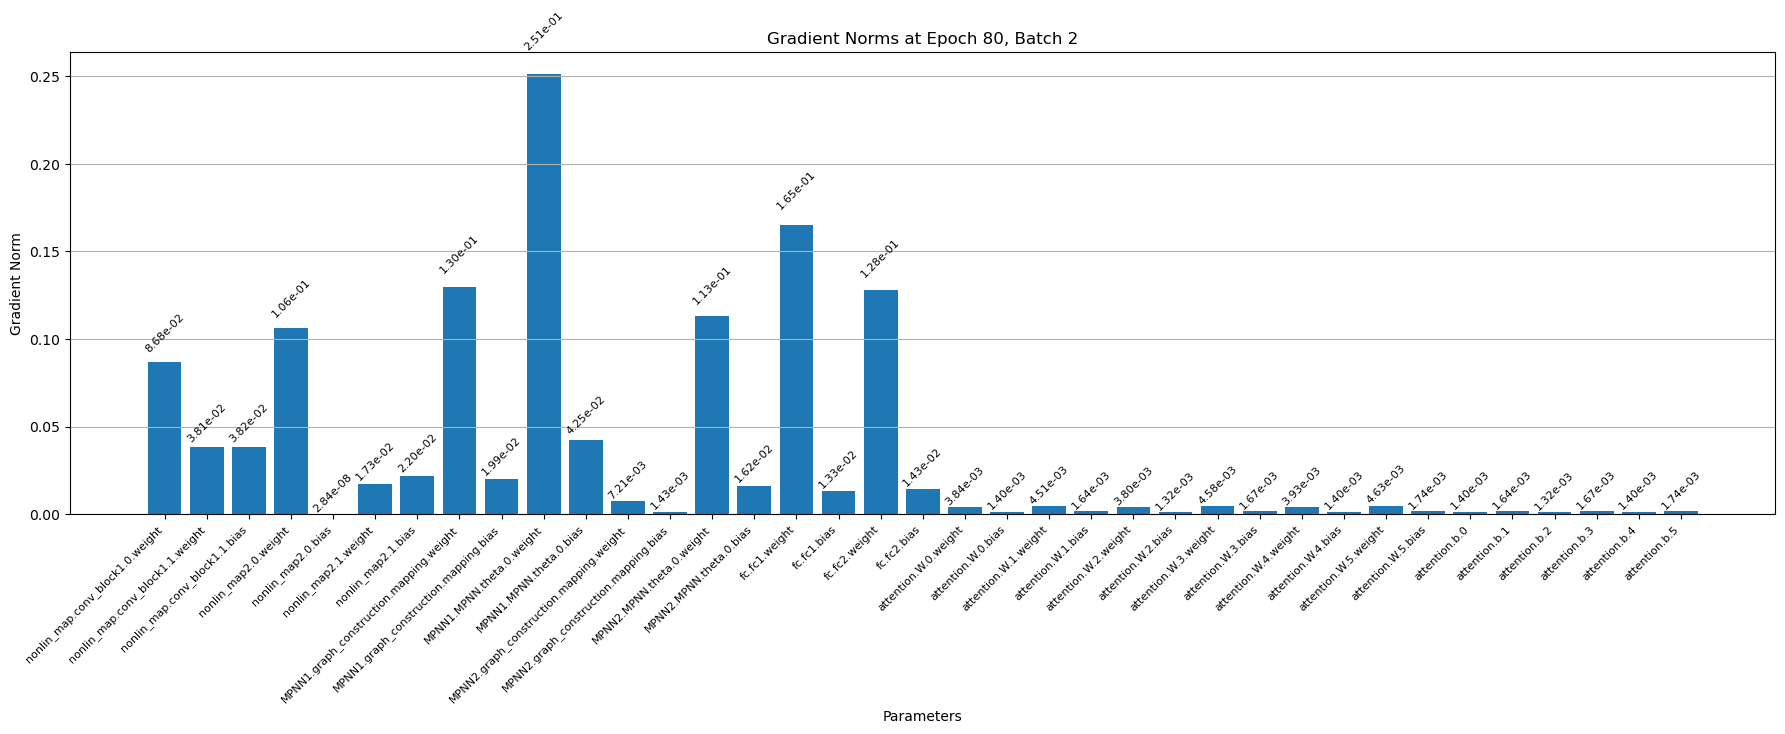 Gradient Norms at Epoch 80, Batch 2
Gradient Norm
0.25
0.20
0.15
0.10
0.05
0.00
8.68e-02
3.81e-02
3.82e-02
1.06e-01
2.84e-08
1.73e-02
2.20e-02
1.30e-01
1.99e-02
2.51e-01
4.25e-02
7.21e-03
1.43e-03
1.13e-01
1.62e-02
1.65e-01
1.33e-02
1.28e-01
1.43e-02
3.84e-03
1.40e-03
4.51e-03
1.64e-03
3.80e-03
1.32e-03
4.58e-03
1.67e-03
3.93e-03
1.40e-03
4.63e-03
1.74e-03
1.40e-03
1.64e-03
1.32e-03
1.67e-03
1.40e-03
1.74e-03
nonlin_map.conv_block1.0.weight
nonlin_map.conv_block1.1.weight
nonlin_map.conv_block1.1.bias
nonlin_map2.0.weight
nonlin_map2.0.bias
nonlin_map2.1.weight
nonlin_map2.1.bias
MPNN1.graph_construction.mapping.weight
MPNN1.graph_construction.mapping.bias
MPNN1.MPNN.theta.0.weight
MPNN1.MPNN.theta.0.bias
MPNN2.graph_construction.mapping.weight
MPNN2.graph_construction.mapping.bias
MPNN2.MPNN.theta.0.weight
MPNN2.MPNN.theta.0.bias
fc.fc1.weight
fc.fc1.bias
fc.fc2.weight
fc.fc2.bias
attention.W.0.weight
attention.W.0.bias
attention.W.1.weight
attention.W.1.bias
attention.W.2.weight
attention.W.2.bias
attention.W.3.weight
attention.W.3.bias
attention.W.4.weight
attention.W.4.bias
attention.W.5.weight
attention.W.5.bias
attention.b.0
attention.b.1
attention.b.2
attention.b.3
attention.b.4
attention.b.5
Parameters